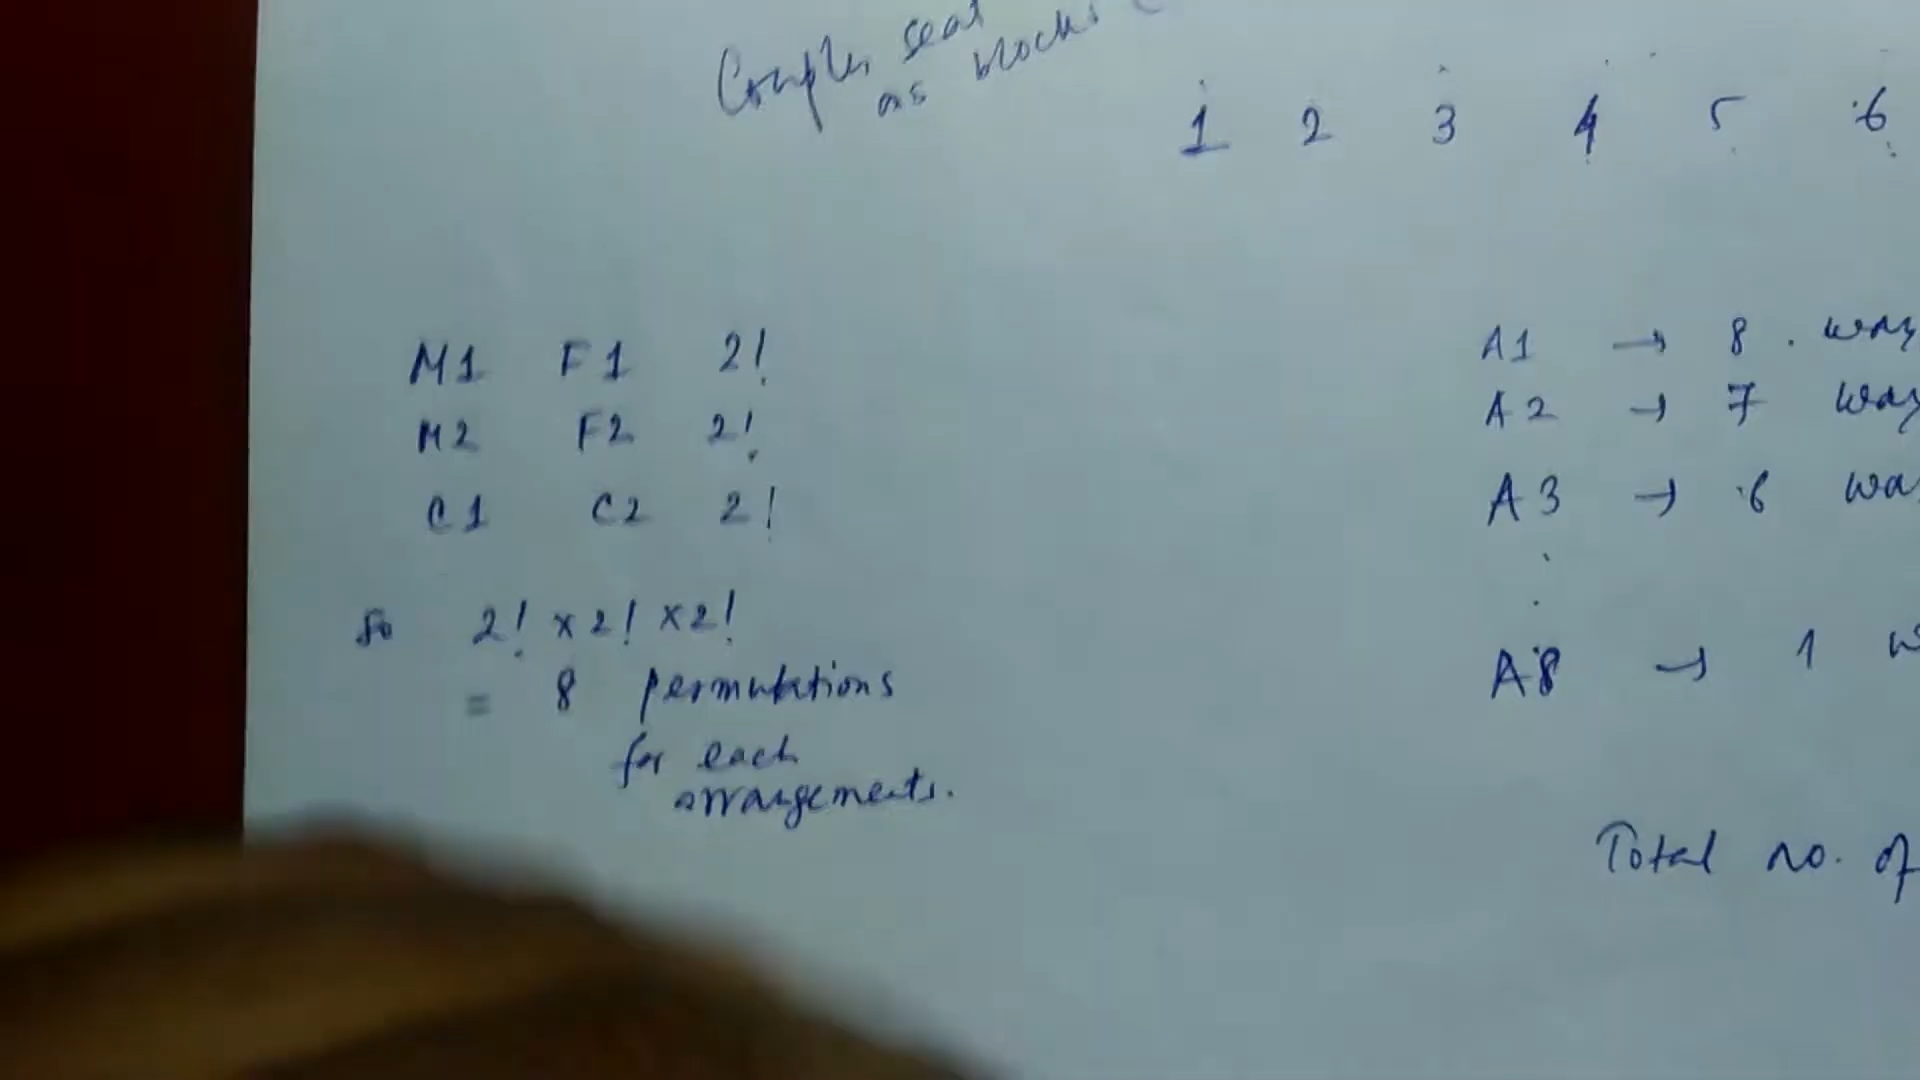 Couples seat
as blocks
1 2 3 4 5 6
M1 F1 2!
M2 F2 2!
C1 C2 2!
So 2! x 2! x 2!
= 8 permutations
for each
arrangements.
A1 → 8 . way
A2 → 7 way
A3 → 6 wa
A8 → 1 w
Total no. of